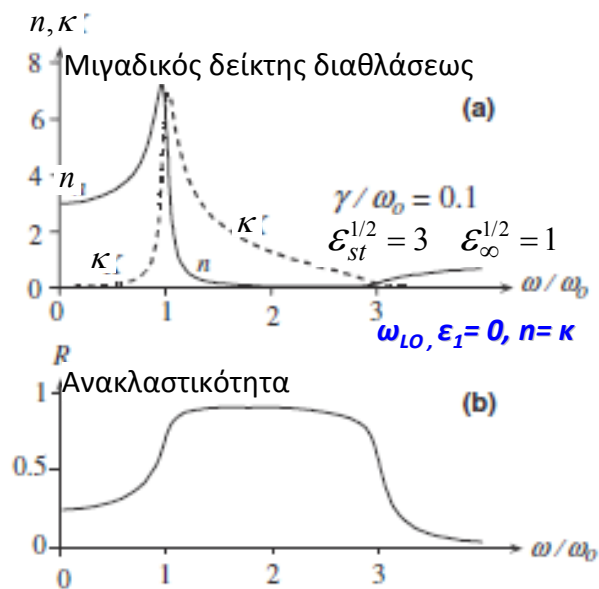 n, κ
8 Μιγαδικός δείκτης διαθλάσεως
(a)
6
4
n
γ / ω₀ = 0.1
2
κ
ε_st^{1/2} = 3 ε_∞^{1/2} = 1
κ
n
0
ω / ω₀
0 1 2 3
ω_LO , ε₁= 0, n= κ
R
Ανακλαστικότητα
1
(b)
0.5
0
ω / ω₀
0 1 2 3